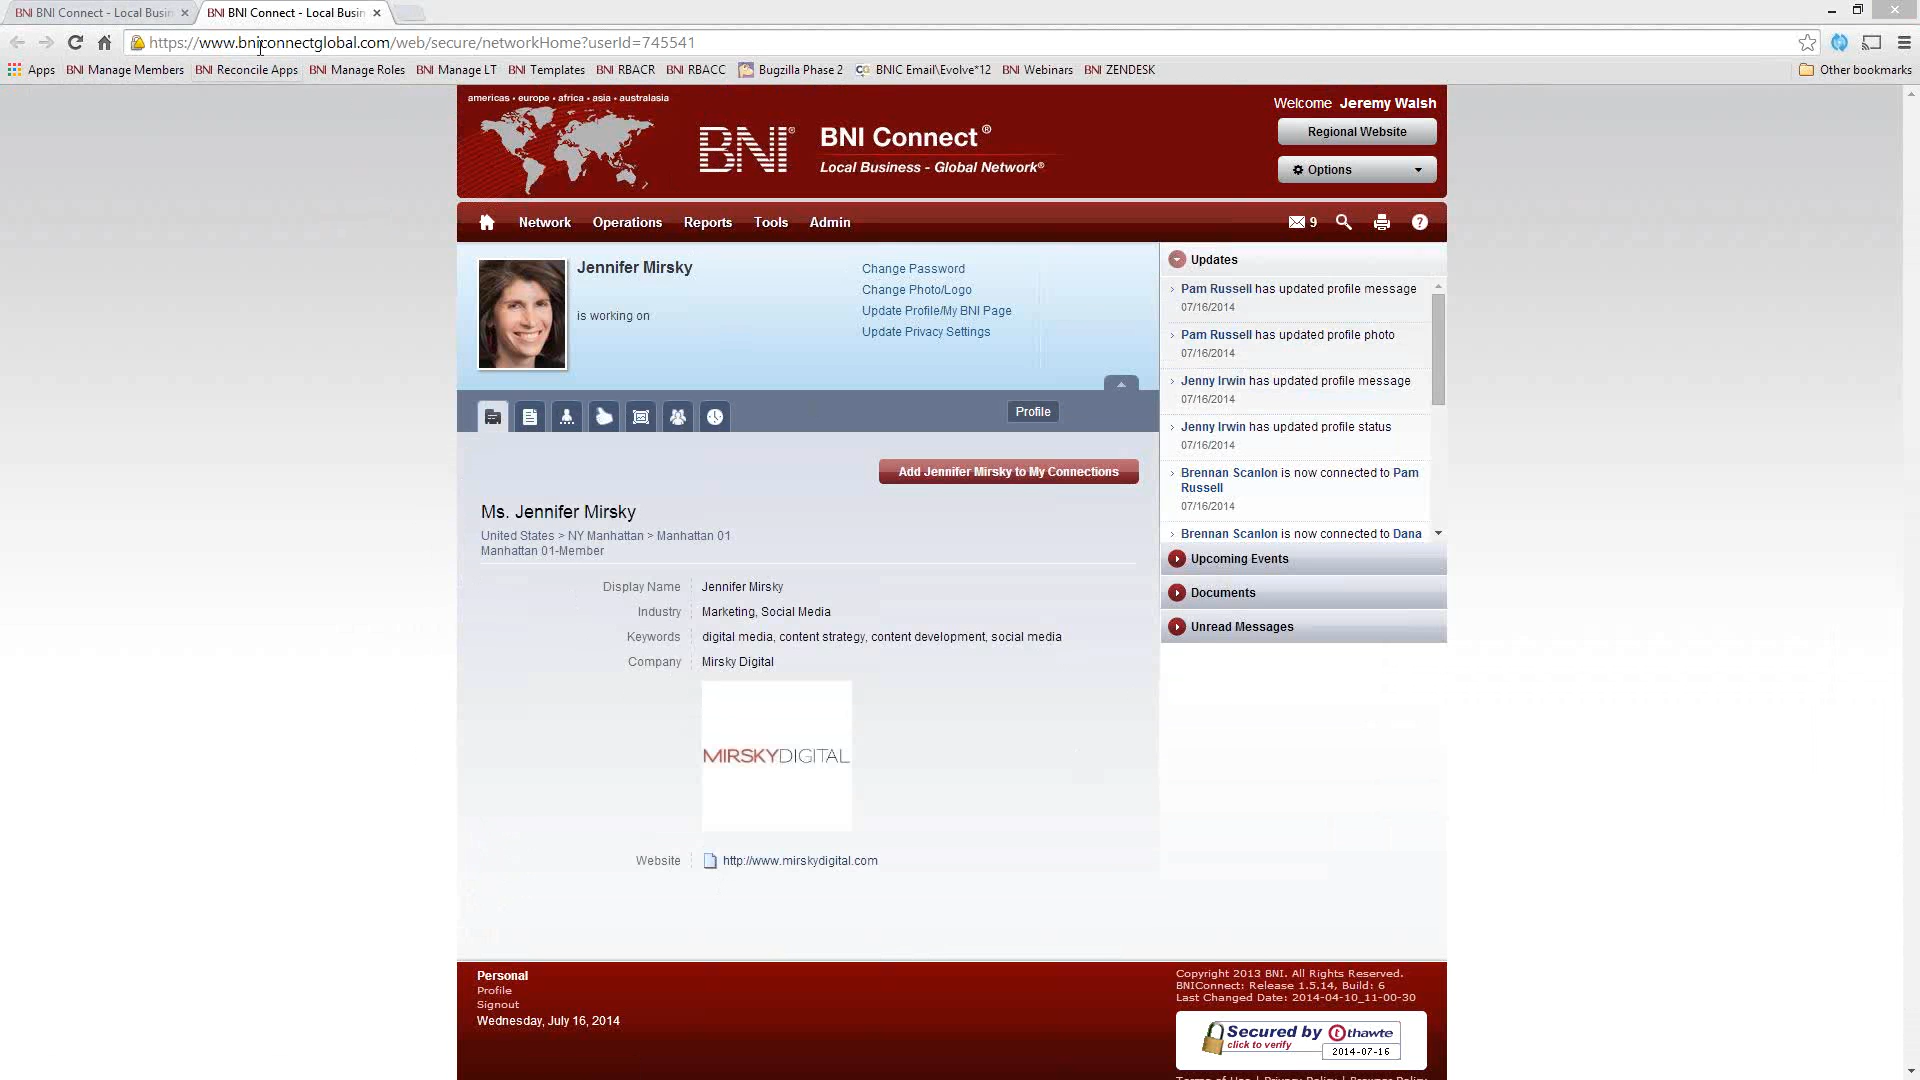 BNI BNI Connect - Local Busin
BNI BNI Connect - Local Busin
https://www.bniconnectglobal.com/web/secure/networkHome?userId=745541
Apps
BNI Manage Members
BNI Reconcile Apps
BNI Manage Roles
BNI Manage LT
BNI Templates
BNI RBACR
BNI RBACC
Bugzilla Phase 2
BNIC Email\Evolve*12
BNI Webinars
BNI ZENDESK
Other bookmarks
americas • europe • africa • asia • australasia
BNI®
BNI Connect®
Local Business - Global Network®
Welcome Jeremy Walsh
Regional Website
Options
Network
Operations
Reports
Tools
Admin
9
Jennifer Mirsky
is working on
Change Password
Change Photo/Logo
Update Profile/My BNI Page
Update Privacy Settings
Profile
Add Jennifer Mirsky to My Connections
Ms. Jennifer Mirsky
United States > NY Manhattan > Manhattan 01
Manhattan 01-Member
Display Name Jennifer Mirsky
Industry Marketing, Social Media
Keywords digital media, content strategy, content development, social media
Company Mirsky Digital
MIRSKYDIGITAL
Website http://www.mirskydigital.com
Updates
Pam Russell has updated profile message
07/16/2014
Pam Russell has updated profile photo
07/16/2014
Jenny Irwin has updated profile message
07/16/2014
Jenny Irwin has updated profile status
07/16/2014
Brennan Scanlon is now connected to Pam
Russell
07/16/2014
Brennan Scanlon is now connected to Dana
Upcoming Events
Documents
Unread Messages
Personal
Profile
Signout
Wednesday, July 16, 2014
Copyright 2013 BNI. All Rights Reserved.
BNIConnect: Release 1.5.14, Build: 6
Last Changed Date: 2014-04-10_11-00-30
Secured by thawte
click to verify
2014-07-16
Terms of Use | Privacy Policy | Browser Policy